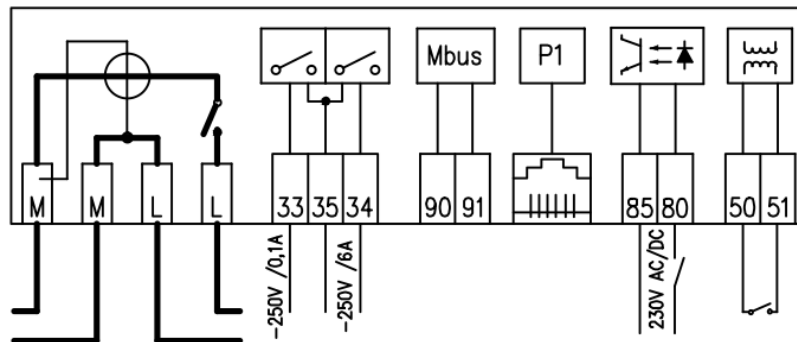 Mbus
P1
M
M
L
L
33
35
34
90
91
85
80
50
51
-250V /0,1A
-250V /6A
230V AC/DC